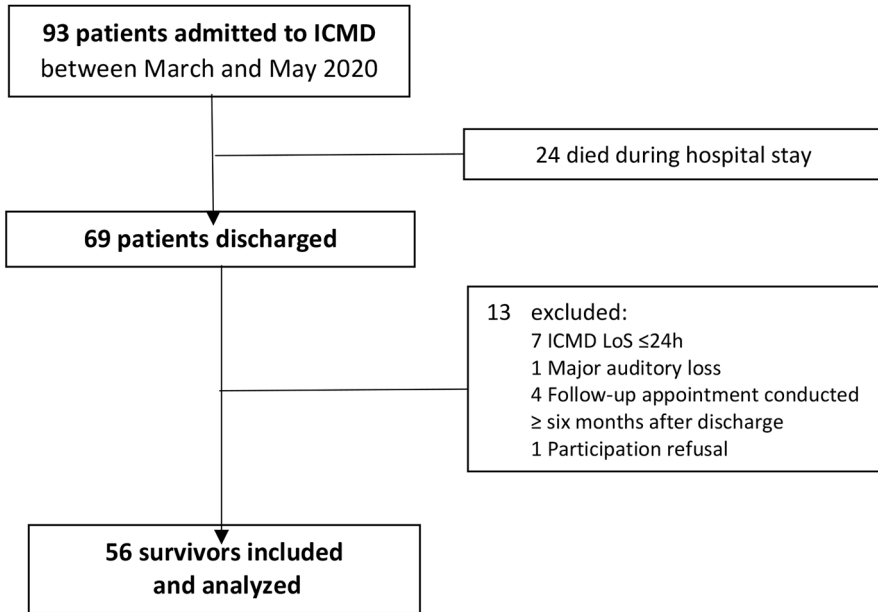 93 patients admitted to ICMD
between March and May 2020
24 died during hospital stay
69 patients discharged
13 excluded:
7 ICMD LoS ≤24h
1 Major auditory loss
4 Follow-up appointment conducted
≥ six months after discharge
1 Participation refusal
56 survivors included
and analyzed